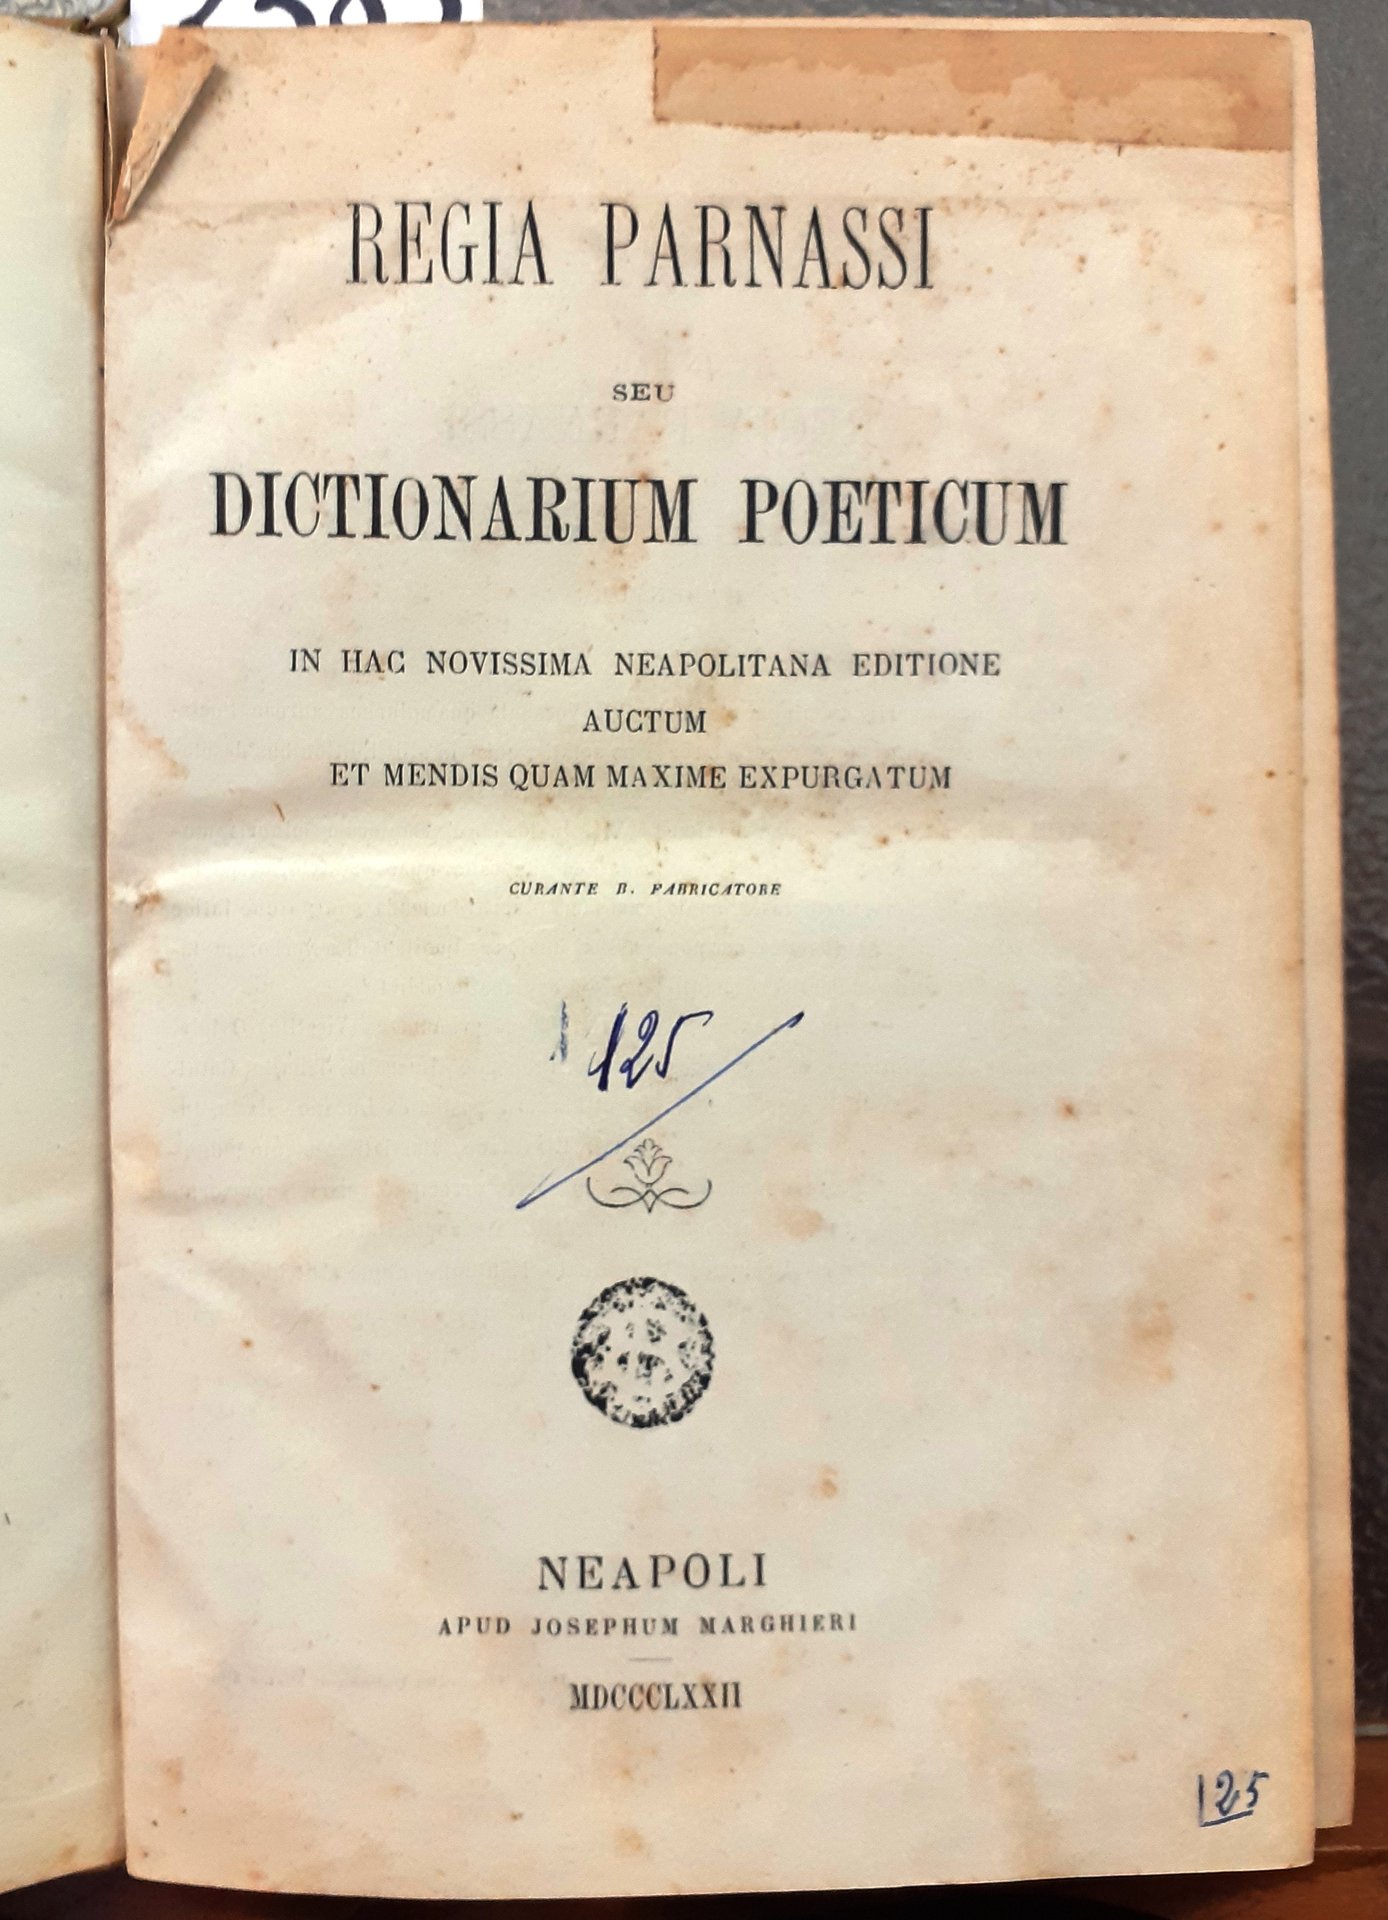 REGIA PARNASSI
SEU
DICTIONARIUM POETICUM
IN HAC NOVISSIMA NEAPOLITANA EDITIONE
AUCTUM
ET MENDIS QUAM MAXIME EXPURGATUM
CURANTE B. FABRICATORE
125
NEAPOLI
APUD JOSEPHUM MARGHIERI
MDCCCLXXII
125